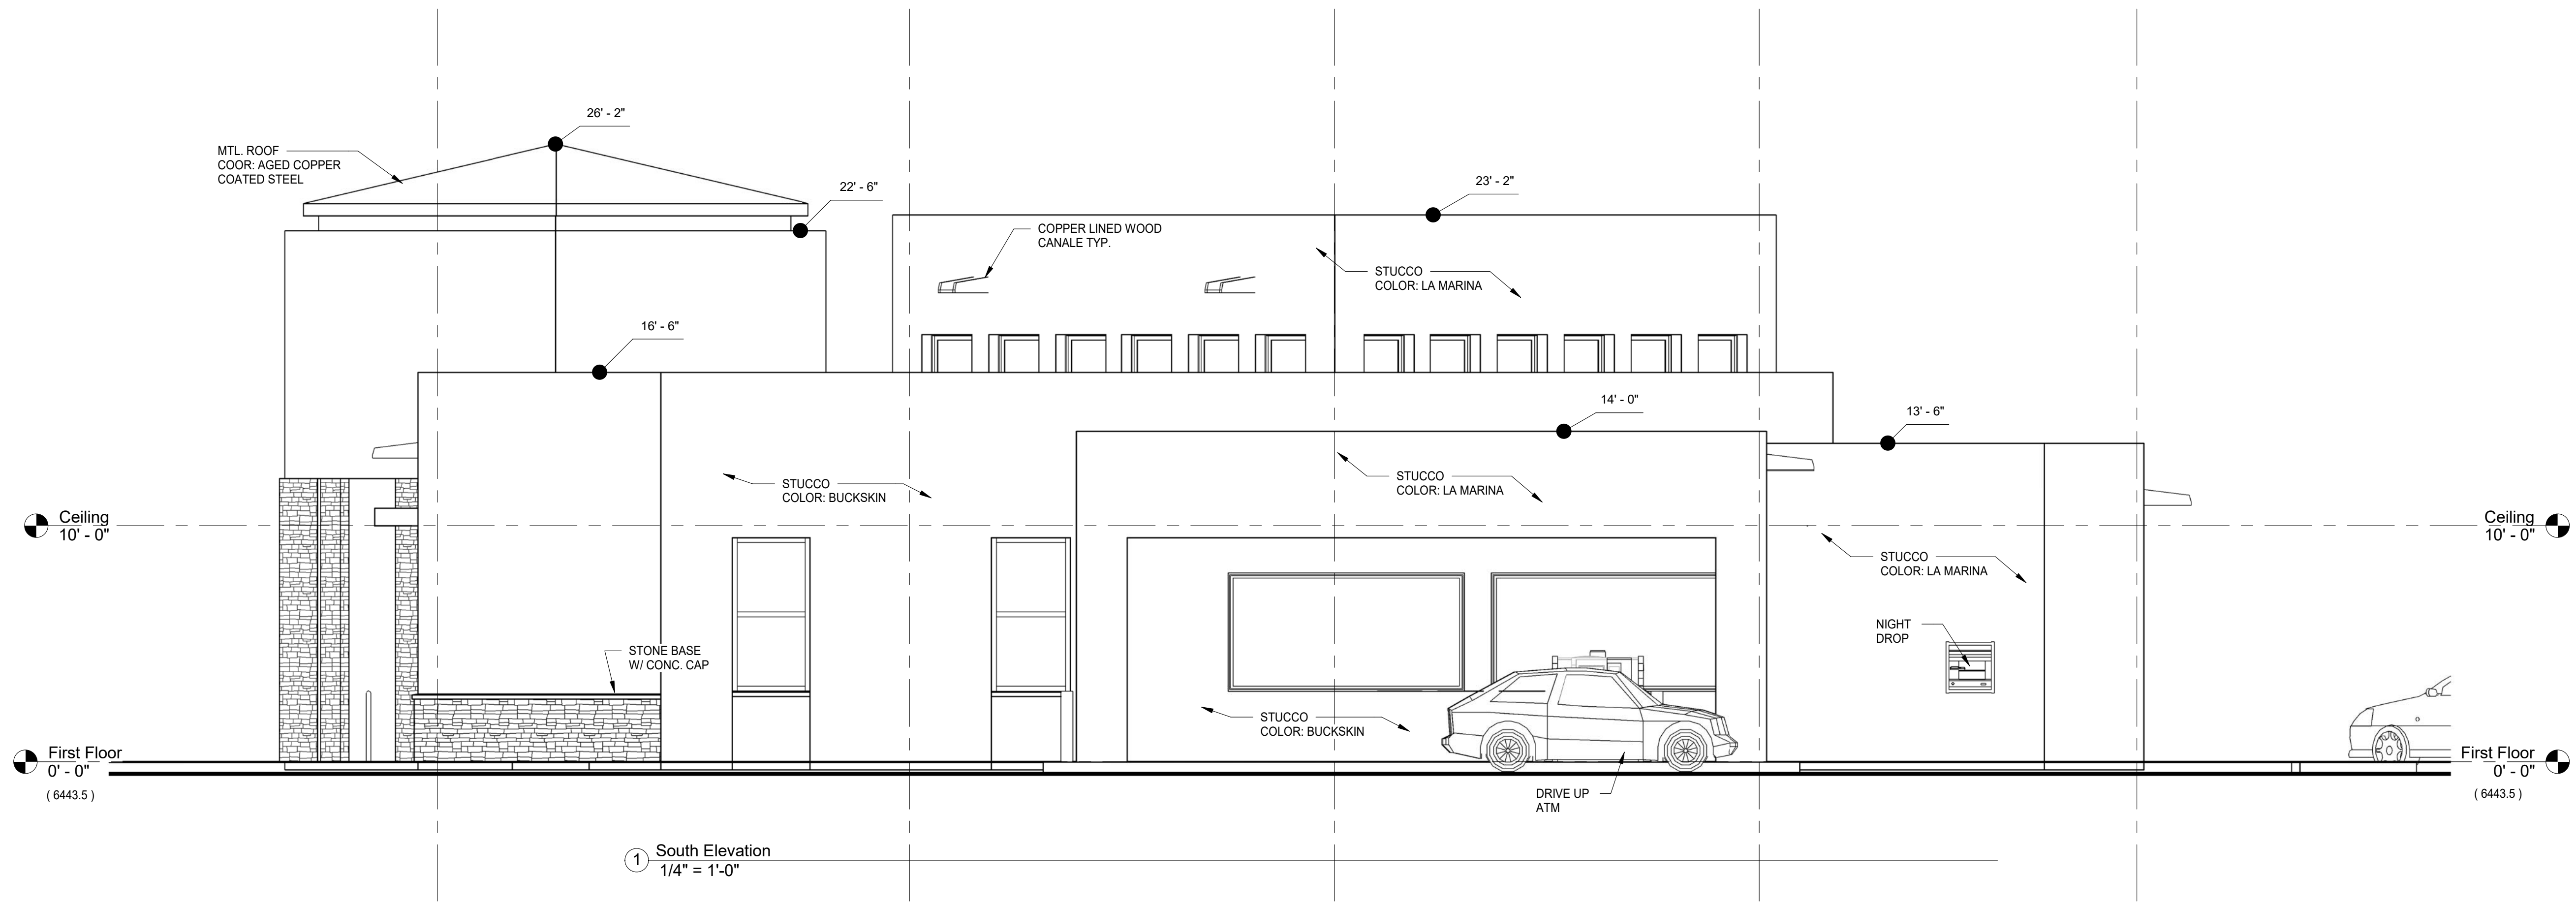 26' - 2"
MTL. ROOF
COOR: AGED COPPER
COATED STEEL
22' - 6"
23' - 2"
COPPER LINED WOOD
CANALE TYP.
STUCCO
COLOR: LA MARINA
16' - 6"
14' - 0"
13' - 6"
STUCCO
COLOR: BUCKSKIN
STUCCO
COLOR: LA MARINA
Ceiling
10' - 0"
Ceiling
10' - 0"
STUCCO
COLOR: LA MARINA
NIGHT
DROP
STONE BASE
W/ CONC. CAP
STUCCO
COLOR: BUCKSKIN
First Floor
0' - 0"
( 6443.5 )
First Floor
0' - 0"
( 6443.5 )
DRIVE UP
ATM
1
South Elevation
1/4" = 1'-0"